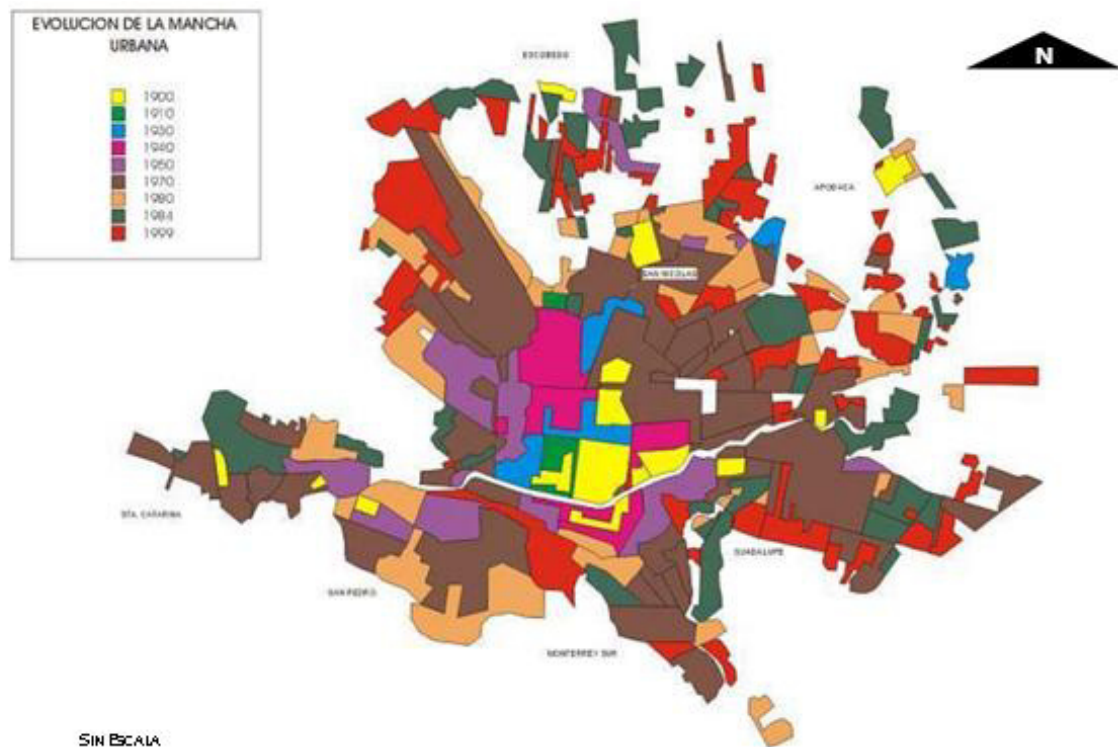 EVOLUCION DE LA MANCHA
URBANA
1900
1910
1930
1940
1950
1970
1980
1984
1999
N
ESCOBEDO
APODACA
SAN NICOLAS
STA. CATARINA
GUADALUPE
SAN PEDRO
MONTERREY SUR
SIN ESCALA